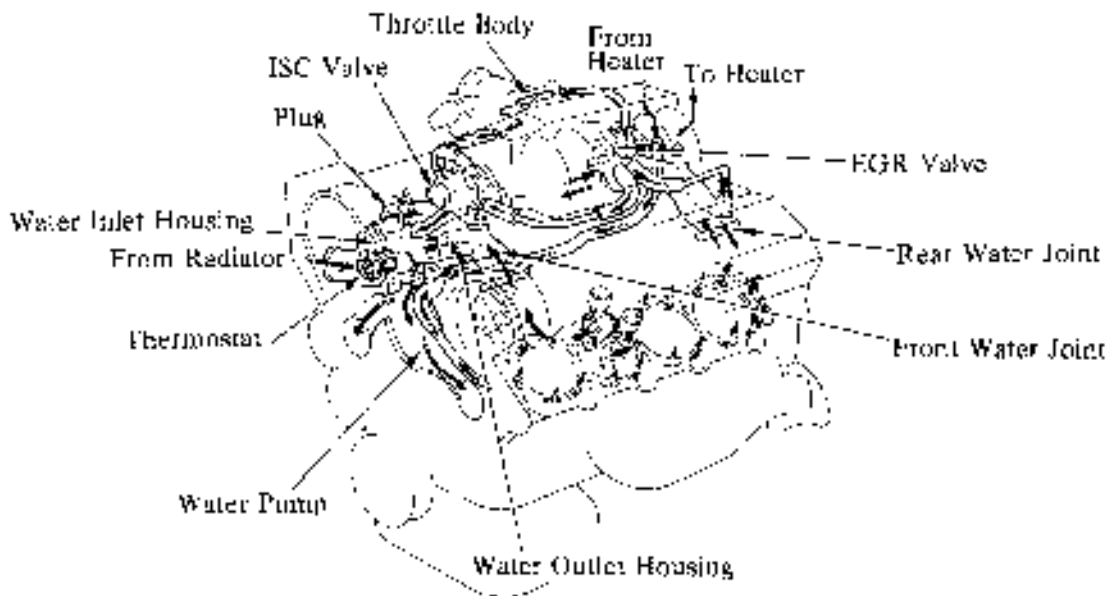 Throttle Body
From
Heater
To Heater
ISC Valve
Plug
EGR Valve
Water Inlet Housing
From Radiator
Rear Water Joint
Thermostat
Front Water Joint
Water Pump
Water Outlet Housing